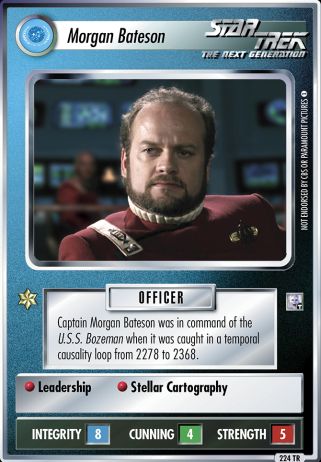 Morgan Bateson
STAR TREK
THE NEXT GENERATION
NOT ENDORSED BY CBS OR PARAMOUNT PICTURES
OFFICER
Captain Morgan Bateson was in command of
the U.S.S. Bozeman when it was caught in a temporal
causality loop from 2278 to 2368.
Leadership
Stellar Cartography
INTEGRITY 8 CUNNING 4 STRENGTH 5
224 TR